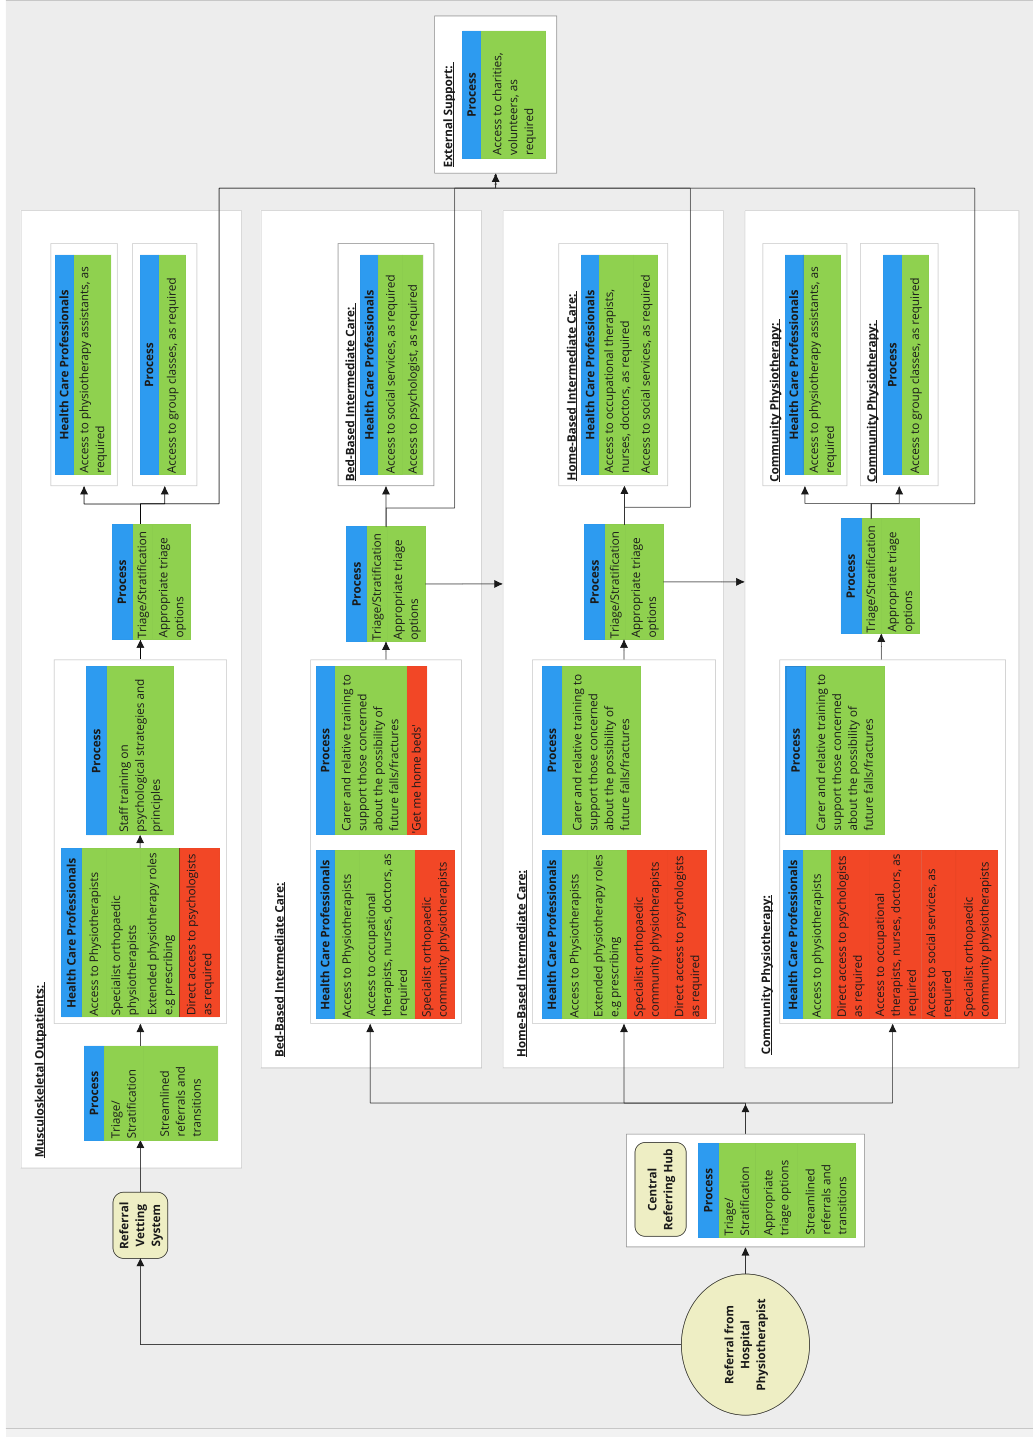 Referral from
Hospital
Physiotherapist
Referral
Vetting
System
Central
Referring Hub
Process
Triage/
Stratification
Appropriate
triage options
Streamlined
referrals and
transitions
Musculoskeletal Outpatients:
Process
Triage/
Stratification
Streamlined
referrals and
transitions
Health Care Professionals
Access to Physiotherapists
Specialist orthopaedic
physiotherapists
Extended physiotherapy roles
e.g prescribing
Direct access to psychologists
as required
Process
Staff training on
psychological strategies and
principles
Process
Triage/Stratification
Appropriate triage
options
Health Care Professionals
Access to physiotherapy assistants, as
required
Process
Access to group classes, as required
Bed-Based Intermediate Care:
Health Care Professionals
Access to Physiotherapists
Access to occupational
therapists, nurses, doctors, as
required
Specialist orthopaedic
community physiotherapists
Process
Carer and relative training to
support those concerned
about the possibility of
future falls/fractures
'Get me home beds'
Process
Triage/Stratification
Appropriate triage
options
Bed-Based Intermediate Care:
Health Care Professionals
Access to social services, as required
Access to psychologist, as required
Home-Based Intermediate Care:
Health Care Professionals
Access to Physiotherapists
Extended physiotherapy roles
e.g prescribing
Specialist orthopaedic
community physiotherapists
Direct access to psychologists
as required
Process
Carer and relative training to
support those concerned
about the possibility of
future falls/fractures
Process
Triage/Stratification
Appropriate triage
options
Home-Based Intermediate Care:
Health Care Professionals
Access to occupational therapists,
nurses, doctors, as required
Access to social services, as required
Community Physiotherapy:
Health Care Professionals
Access to physiotherapists
Direct access to psychologists
as required
Access to occupational
therapists, nurses, doctors, as
required
Access to social services, as
required
Specialist orthopaedic
community physiotherapists
Process
Carer and relative training to
support those concerned
about the possibility of
future falls/fractures
Process
Triage/Stratification
Appropriate triage
options
Community Physiotherapy:
Health Care Professionals
Access to physiotherapy assistants, as
required
Community Physiotherapy:
Process
Access to group classes, as required
External Support:
Process
Access to charities,
volunteers, as
required